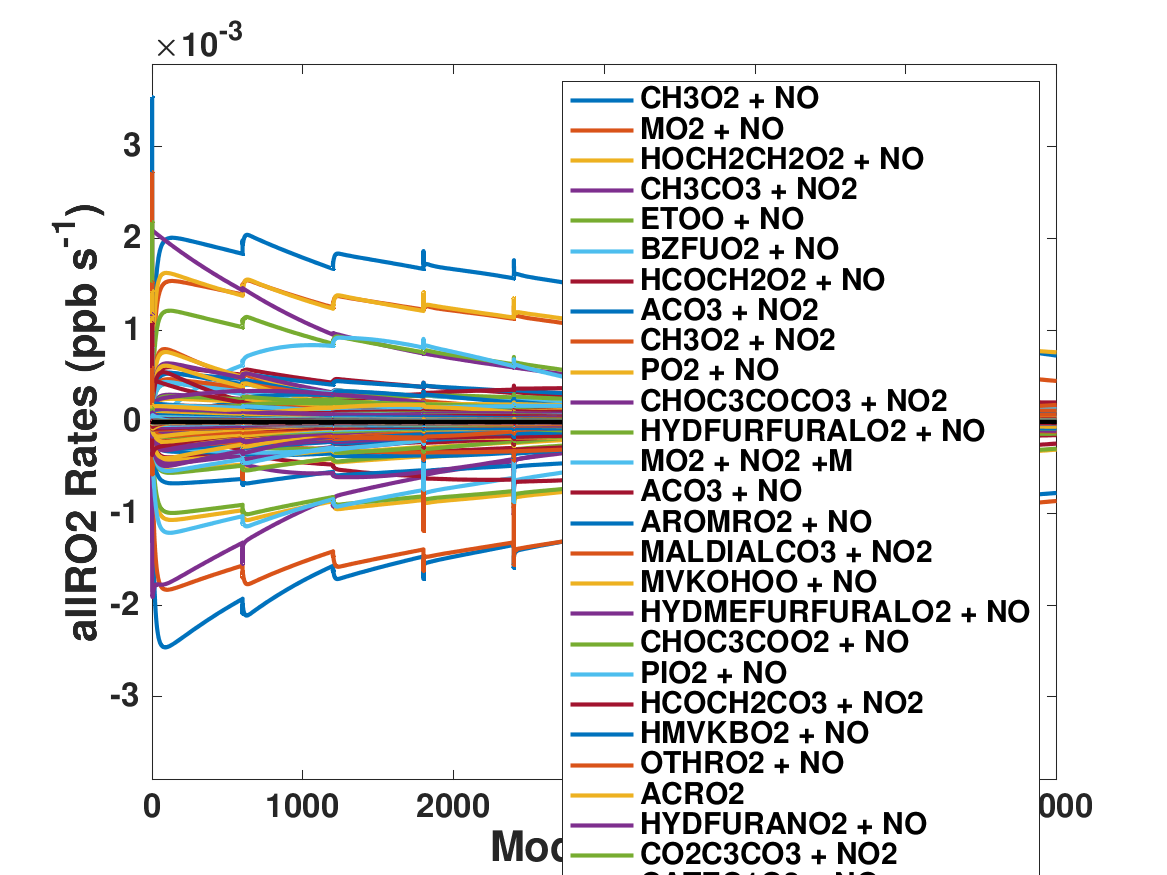 ×10-3
allRO2 Rates (ppb s-1)
3
2
1
0
-1
-2
-3
0
1000
2000
000
CH3O2 + NO
MO2 + NO
HOCH2CH2O2 + NO
CH3CO3 + NO2
ETOO + NO
BZFUO2 + NO
HCOCH2O2 + NO
ACO3 + NO2
CH3O2 + NO2
PO2 + NO
CHOC3COCO3 + NO2
HYDFURFURALO2 + NO
MO2 + NO2 +M
ACO3 + NO
AROMRO2 + NO
MALDIALCO3 + NO2
MVKOHOO + NO
HYDMEFURFURALO2 + NO
CHOC3COO2 + NO
PIO2 + NO
HCOCH2CO3 + NO2
HMVKBO2 + NO
OTHRO2 + NO
ACRO2
HYDFURANO2 + NO
CO2C3CO3 + NO2